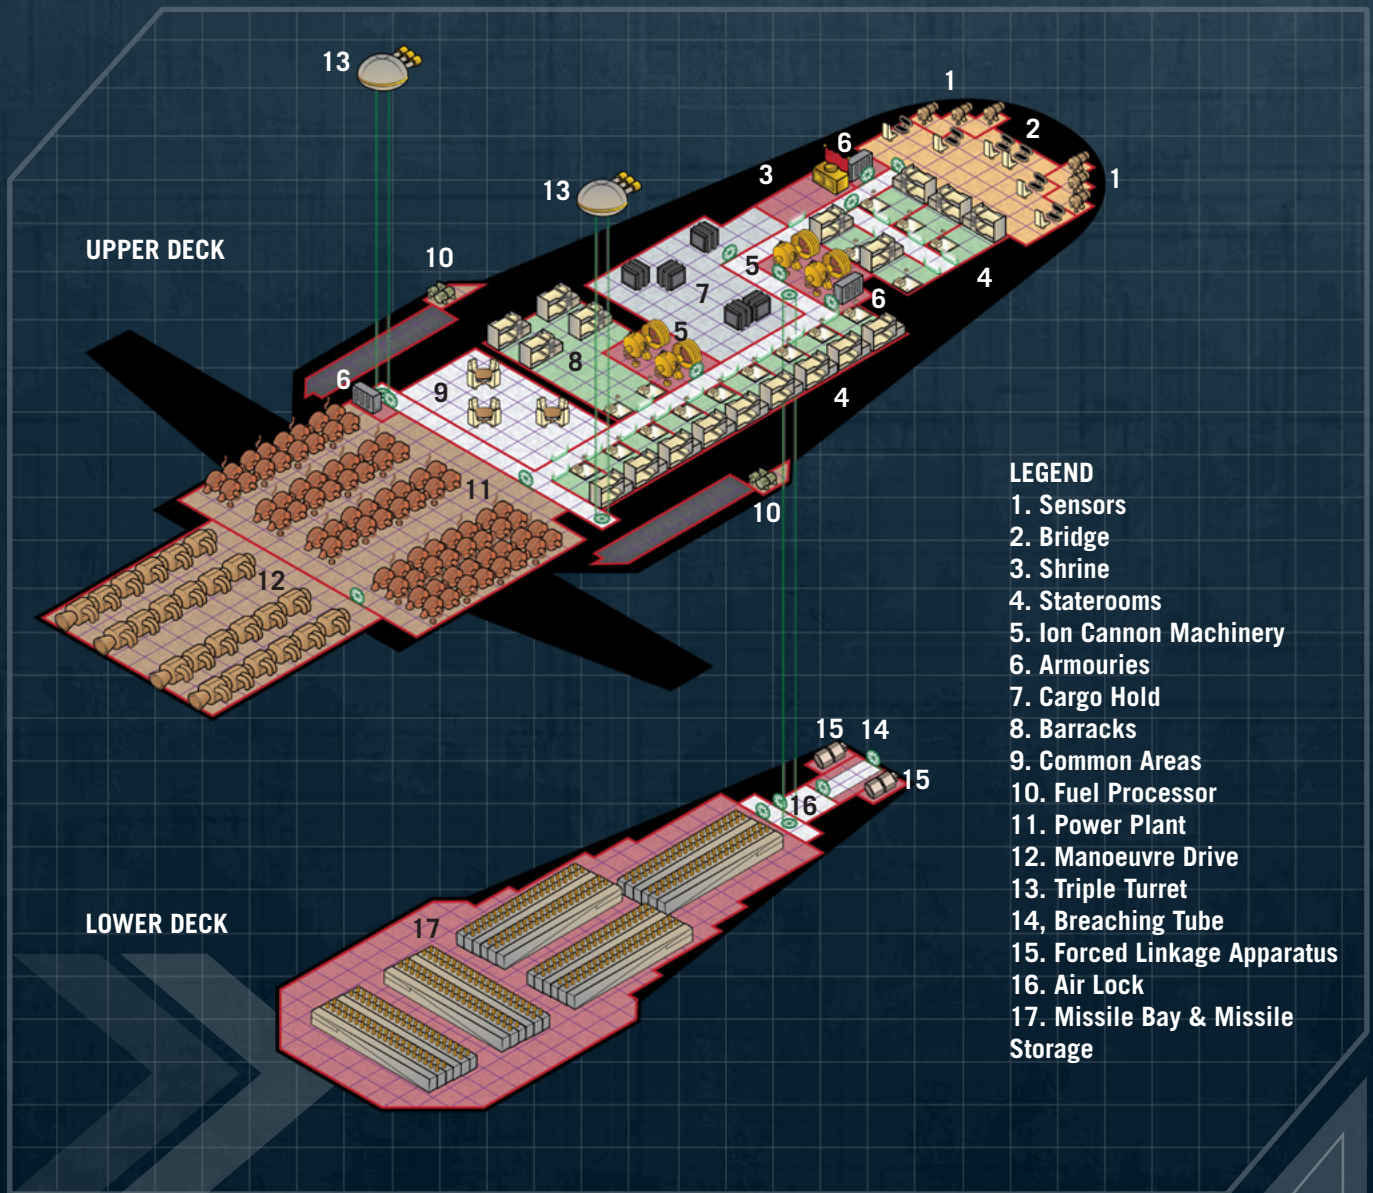 13
1
2
6
3
1
13
UPPER DECK
10
5
4
7
6
5
8
6
9
4
LEGEND
1. Sensors
2. Bridge
3. Shrine
4. Staterooms
5. Ion Cannon Machinery
6. Armouries
7. Cargo Hold
8. Barracks
9. Common Areas
10. Fuel Processor
11. Power Plant
12. Manoeuvre Drive
13. Triple Turret
14, Breaching Tube
15. Forced Linkage Apparatus
16. Air Lock
17. Missile Bay & Missile
Storage
11
10
12
15 14
15
16
LOWER DECK
17